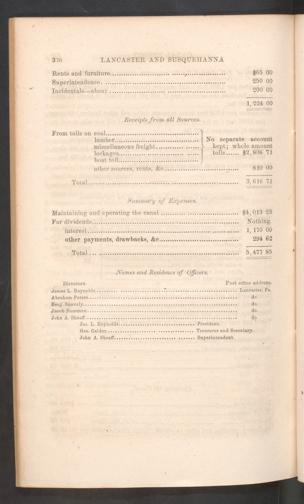 376 LANCASTER AND SUSQUEHANNA
Rents and furniture $65 00
Superintendence 250 00
Incidentals—about 200 00
1,224 00
Receipts from all Sources.
From tolls on coal
lumber
miscellaneous freight
lockages
boat toll
No separate account kept; whole amount tolls $2,806 71
other sources, rents, &c 840 00
Total 3,646 71
Summary of Expenses.
Maintaining and operating the canal $4,013 23
For dividends Nothing.
interest 1,170 00
other payments, drawbacks, &c 294 62
Total 5,477 85
Names and Residence of Officers.
Directors. Post office address.
James L. Reynolds Lancaster, Pa.
Abraham Peters do
Benj. Snavely do
Jacob do
John A. Sheaff do
Jas. L. Reynolds President.
Geo. Calder Treasurer and Secretary.
John A. Sheaff Superintendent.